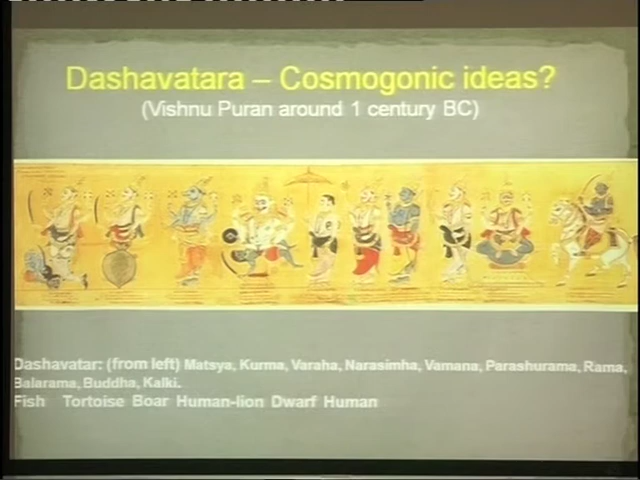 Dashavatara – Cosmogonic ideas?
(Vishnu Puran around 1 century BC)
Dashavatar: (from left) Matsya, Kurma, Varaha, Narasimha, Vamana, Parashurama, Rama,
Balarama, Buddha, Kalki.
Fish Tortoise Boar Human-lion Dwarf Human